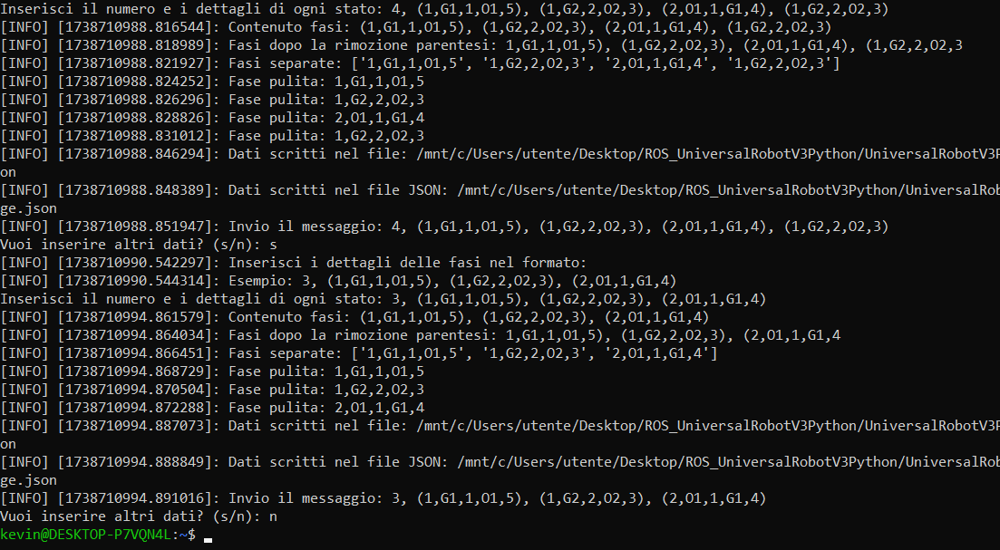 Inserisci il numero e i dettagli di ogni stato: 4, (1,G1,1,O1,5), (1,G2,2,O2,3), (2,O1,1,G1,4), (1,G2,2,O2,3)
[INFO] [1738710988.816544]: Contenuto fasi: (1,G1,1,O1,5), (1,G2,2,O2,3), (2,O1,1,G1,4), (1,G2,2,O2,3)
[INFO] [1738710988.818989]: Fasi dopo la rimozione parentesi: 1,G1,1,O1,5), (1,G2,2,O2,3), (2,O1,1,G1,4), (1,G2,2,O2,3
[INFO] [1738710988.821927]: Fasi separate: ['1,G1,1,O1,5', '1,G2,2,O2,3', '2,O1,1,G1,4', '1,G2,2,O2,3']
[INFO] [1738710988.824252]: Fase pulita: 1,G1,1,O1,5
[INFO] [1738710988.826296]: Fase pulita: 1,G2,2,O2,3
[INFO] [1738710988.828826]: Fase pulita: 2,O1,1,G1,4
[INFO] [1738710988.831012]: Fase pulita: 1,G2,2,O2,3
[INFO] [1738710988.846294]: Dati scritti nel file: /mnt/c/Users/utente/Desktop/ROS_UniversalRobotV3Python/UniversalRobotV3P
on
[INFO] [1738710988.848389]: Dati scritti nel file JSON: /mnt/c/Users/utente/Desktop/ROS_UniversalRobotV3Python/UniversalRob
ge.json
[INFO] [1738710988.851947]: Invio il messaggio: 4, (1,G1,1,O1,5), (1,G2,2,O2,3), (2,O1,1,G1,4), (1,G2,2,O2,3)
Vuoi inserire altri dati? (s/n): s
[INFO] [1738710990.542297]: Inserisci i dettagli delle fasi nel formato:
[INFO] [1738710990.544314]: Esempio: 3, (1,G1,1,O1,5), (1,G2,2,O2,3), (2,O1,1,G1,4)
Inserisci il numero e i dettagli di ogni stato: 3, (1,G1,1,O1,5), (1,G2,2,O2,3), (2,O1,1,G1,4)
[INFO] [1738710994.861579]: Contenuto fasi: (1,G1,1,O1,5), (1,G2,2,O2,3), (2,O1,1,G1,4)
[INFO] [1738710994.864034]: Fasi dopo la rimozione parentesi: 1,G1,1,O1,5), (1,G2,2,O2,3), (2,O1,1,G1,4
[INFO] [1738710994.866451]: Fasi separate: ['1,G1,1,O1,5', '1,G2,2,O2,3', '2,O1,1,G1,4']
[INFO] [1738710994.868729]: Fase pulita: 1,G1,1,O1,5
[INFO] [1738710994.870504]: Fase pulita: 1,G2,2,O2,3
[INFO] [1738710994.872288]: Fase pulita: 2,O1,1,G1,4
[INFO] [1738710994.887073]: Dati scritti nel file: /mnt/c/Users/utente/Desktop/ROS_UniversalRobotV3Python/UniversalRobotV3P
on
[INFO] [1738710994.888849]: Dati scritti nel file JSON: /mnt/c/Users/utente/Desktop/ROS_UniversalRobotV3Python/UniversalRob
ge.json
[INFO] [1738710994.891016]: Invio il messaggio: 3, (1,G1,1,O1,5), (1,G2,2,O2,3), (2,O1,1,G1,4)
Vuoi inserire altri dati? (s/n): n
kevin@DESKTOP-P7VQN4L:~$